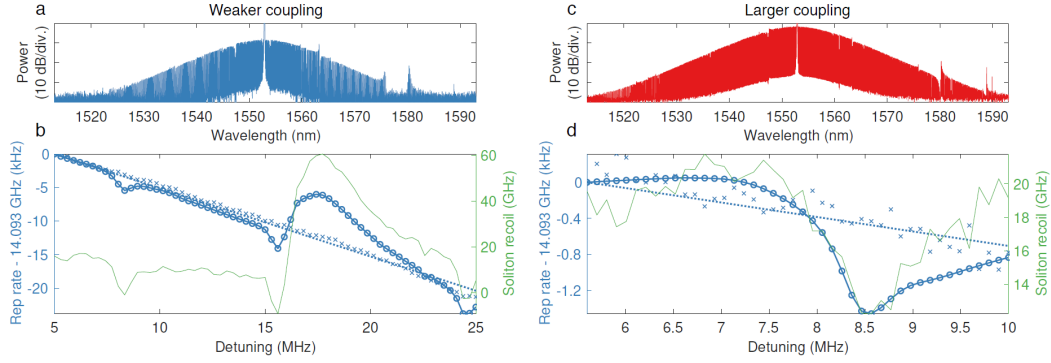 a
Weaker coupling
Power
(10 dB/div.)
1520 1530 1540 1550 1560 1570 1580 1590
Wavelength (nm)
c
Larger coupling
Power
(10 dB/div.)
1520 1530 1540 1550 1560 1570 1580 1590
Wavelength (nm)
b
Rep rate - 14.093 GHz (kHz)
0
-5
-10
-15
-20
60
40
20
0
Soliton recoil (GHz)
5 10 15 20 25
Detuning (MHz)
d
Rep rate - 14.093 GHz (kHz)
0
-0.4
-0.8
-1.2
20
18
16
14
Soliton recoil (GHz)
6 6.5 7 7.5 8 8.5 9 9.5 10
Detuning (MHz)